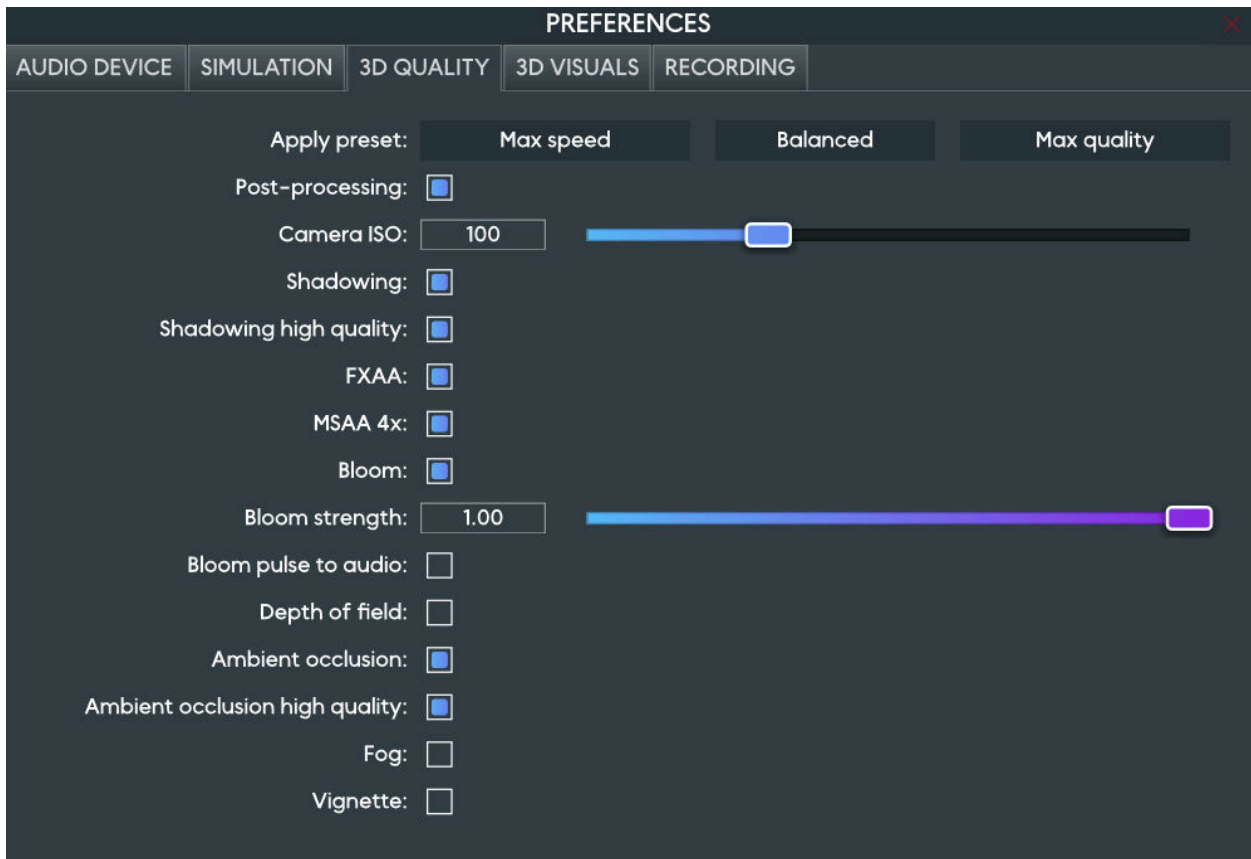 PREFERENCES
AUDIO DEVICE SIMULATION 3D QUALITY 3D VISUALS RECORDING
Apply preset: Max speed Balanced Max quality
Post-processing:
Camera ISO: 100
Shadowing:
Shadowing high quality:
FXAA:
MSAA 4x:
Bloom:
Bloom strength: 1.00
Bloom pulse to audio:
Depth of field:
Ambient occlusion:
Ambient occlusion high quality:
Fog:
Vignette: